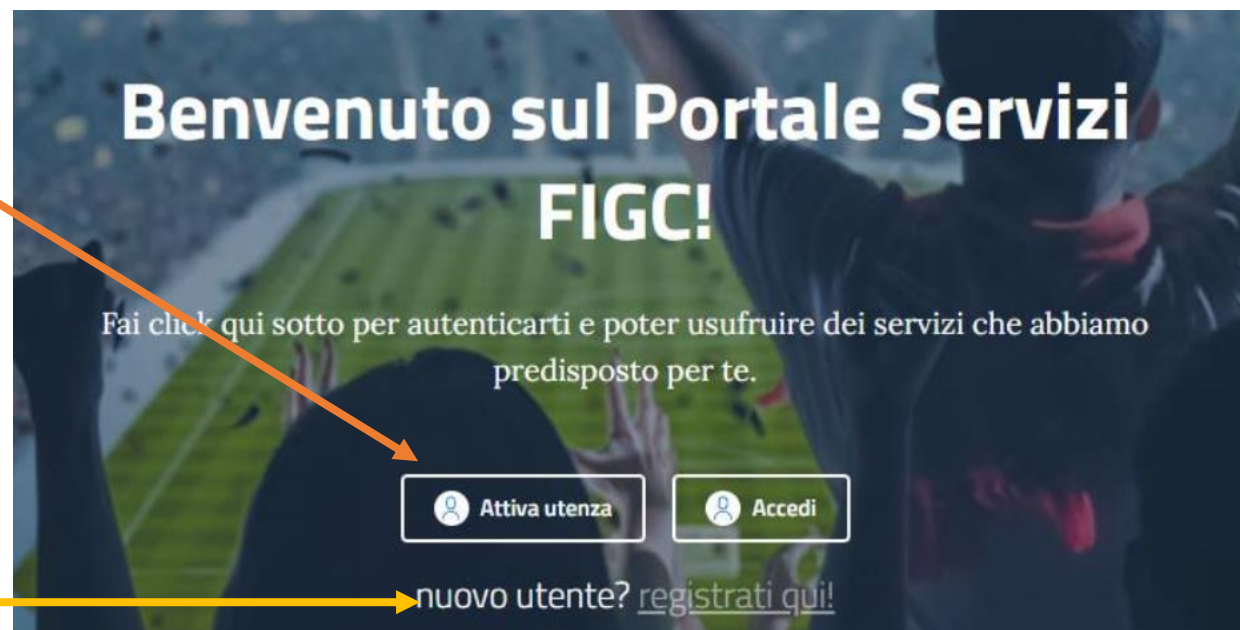 Benvenuto sul Portale Servizi
FIGC!
Fai click qui sotto per autenticarti e poter usufruire dei servizi che abbiamo
predisposto per te.
Attiva utenza
Accedi
nuovo utente? registrati qui!